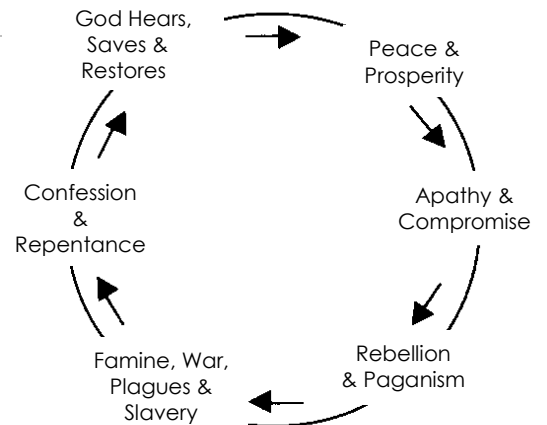 God Hears,
Saves &
Restores
Peace &
Prosperity
Apathy &
Compromise
Rebellion
& Paganism
Famine, War,
Plagues &
Slavery
Confession
&
Repentance